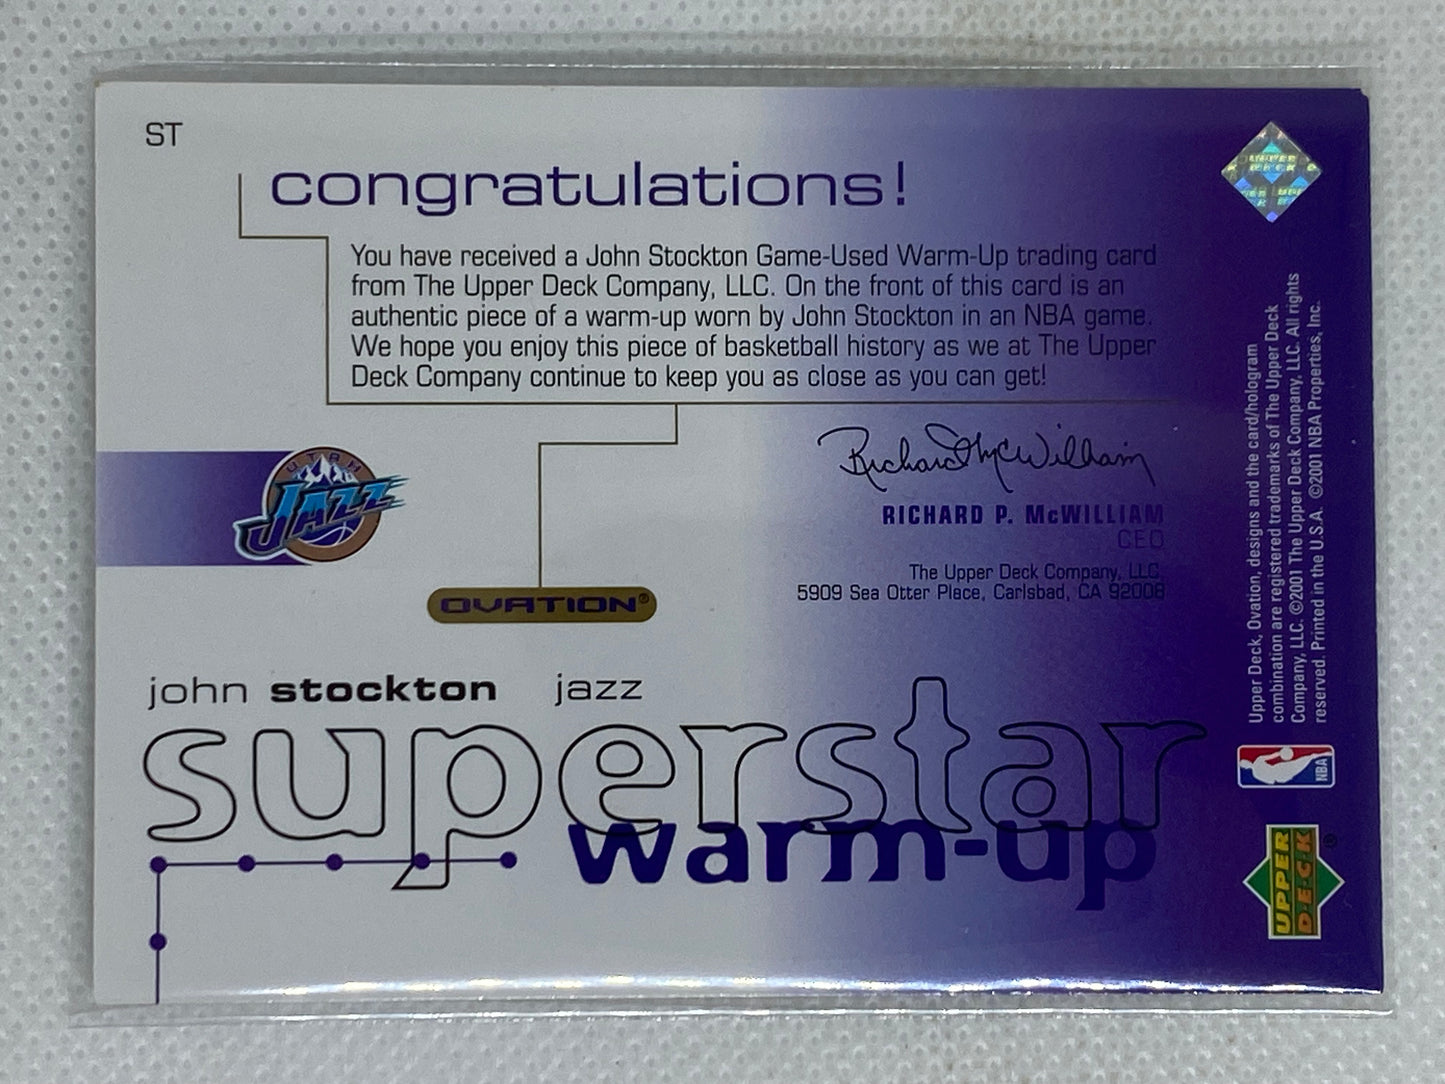 ST
congratulations!
You have received a John Stockton Game-Used Warm-Up trading card
from The Upper Deck Company, LLC. On the front of this card is an
authentic piece of a warm-up worn by John Stockton in an NBA game.
We hope you enjoy this piece of basketball history as we at The Upper
Deck Company continue to keep you as close as you can get!
Richard McWilliam
RICHARD P. McWILLIAM
CEO
The Upper Deck Company, LLC
5909 Sea Otter Place, Carlsbad, CA 92008
UTAH
JAZZ
OVATION®
john stockton jazz
superstar
warm-up
UPPER
DECK
Upper Deck, Ovation, designs and the card/hologram
combination are registered trademarks of The Upper Deck
Company, LLC. ©2001 The Upper Deck Company, LLC. All rights
reserved. Printed in the U.S.A. ©2001 NBA Properties, Inc.
NBA
UPPER
DECK®